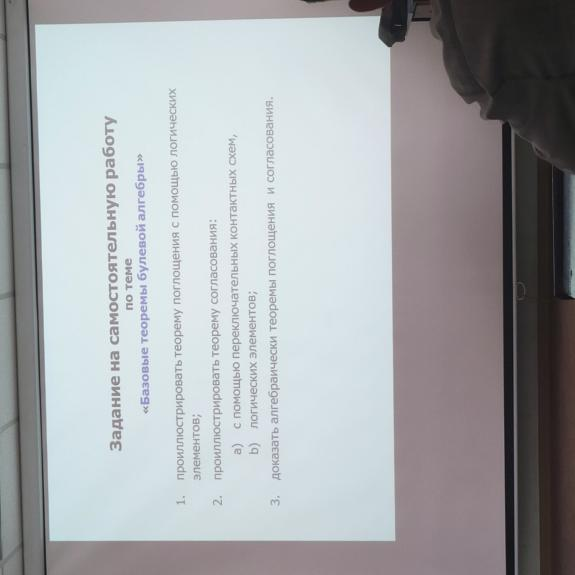 Задание на самостоятельную работу
по теме
«Базовые теоремы булевой алгебры»
1. проиллюстрировать теорему поглощения с помощью логических
элементов;
2. проиллюстрировать теорему согласования:
a) с помощью переключательных контактных схем,
b) логических элементов;
3. доказать алгебраически теоремы поглощения и согласования.